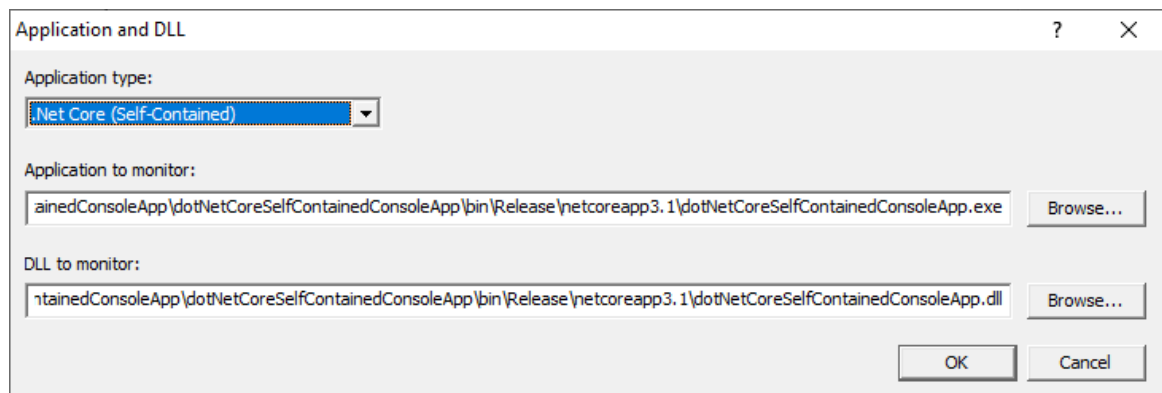 Application and DLL ? X
Application type:
.Net Core (Self-Contained)
Application to monitor:
ainedConsoleApp\dotNetCoreSelfContainedConsoleApp\bin\Release\netcoreapp3.1\dotNetCoreSelfContainedConsoleApp.exe Browse...
DLL to monitor:
ntainedConsoleApp\dotNetCoreSelfContainedConsoleApp\bin\Release\netcoreapp3.1\dotNetCoreSelfContainedConsoleApp.dll Browse...
OK Cancel